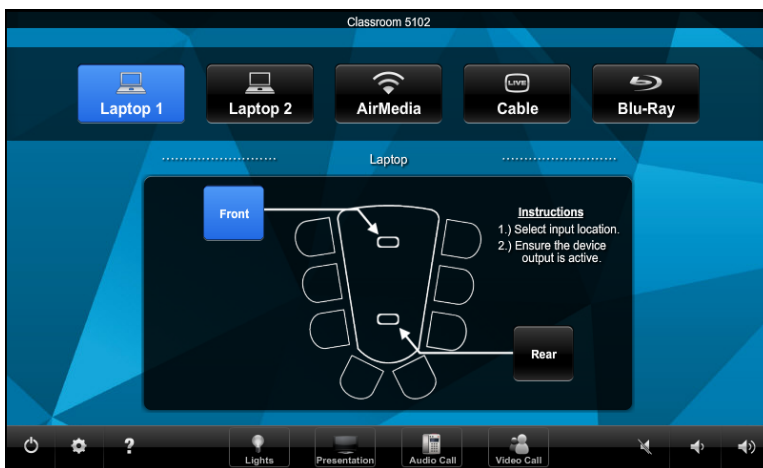 Classroom 5102
Laptop 1
Laptop 2
AirMedia
LIVE
Cable
Blu-Ray
Laptop
Front
Instructions
1.) Select input location.
2.) Ensure the device
output is active.
Rear
?
Lights
Presentation
Audio Call
Video Call